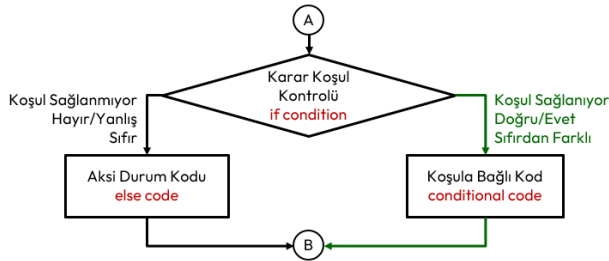 A
Karar Koşul
Kontrolü
if condition
Koşul Sağlanmıyor
Hayır/Yanlış
Sıfır
Koşul Sağlanıyor
Doğru/Evet
Sıfırdan Farklı
Aksi Durum Kodu
else code
Koşula Bağlı Kod
conditional code
B